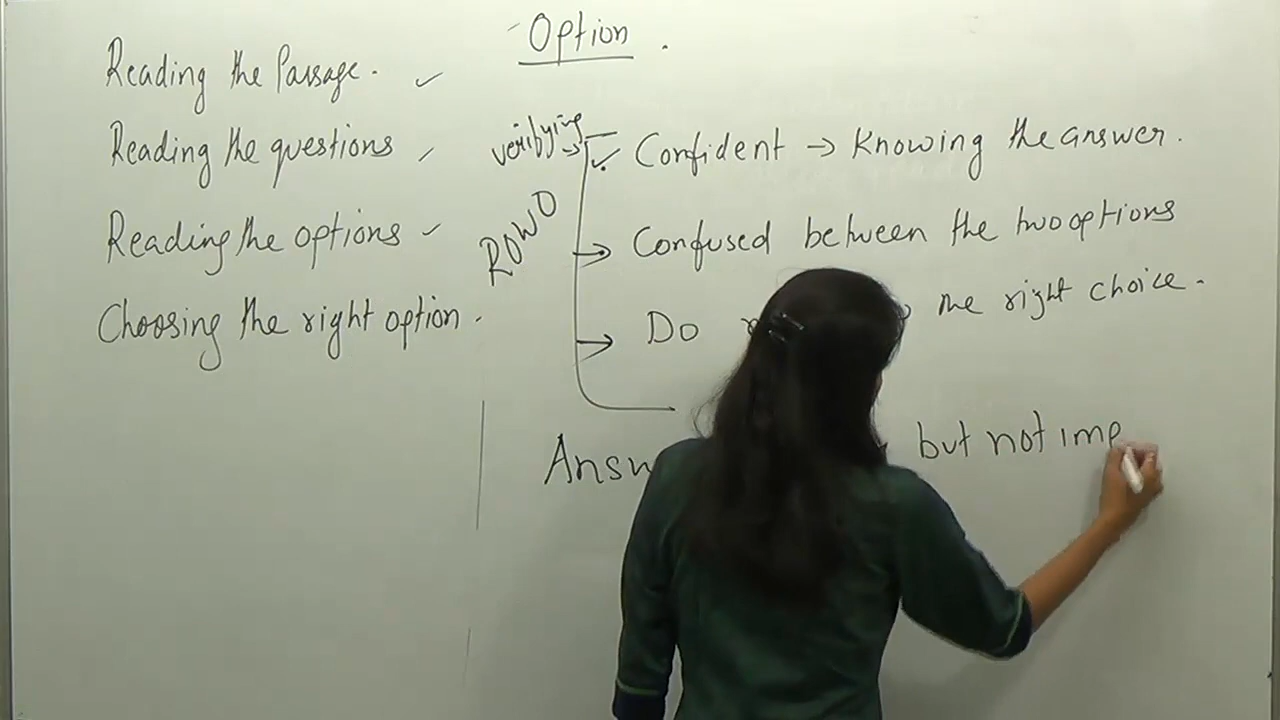 Reading the Passage.
Reading the questions
Reading the options
Choosing the right option.
Option.
verifying
ROWO
Confident → Knowing the answer.
Confused between the two options
Do the right choice.
but not imp